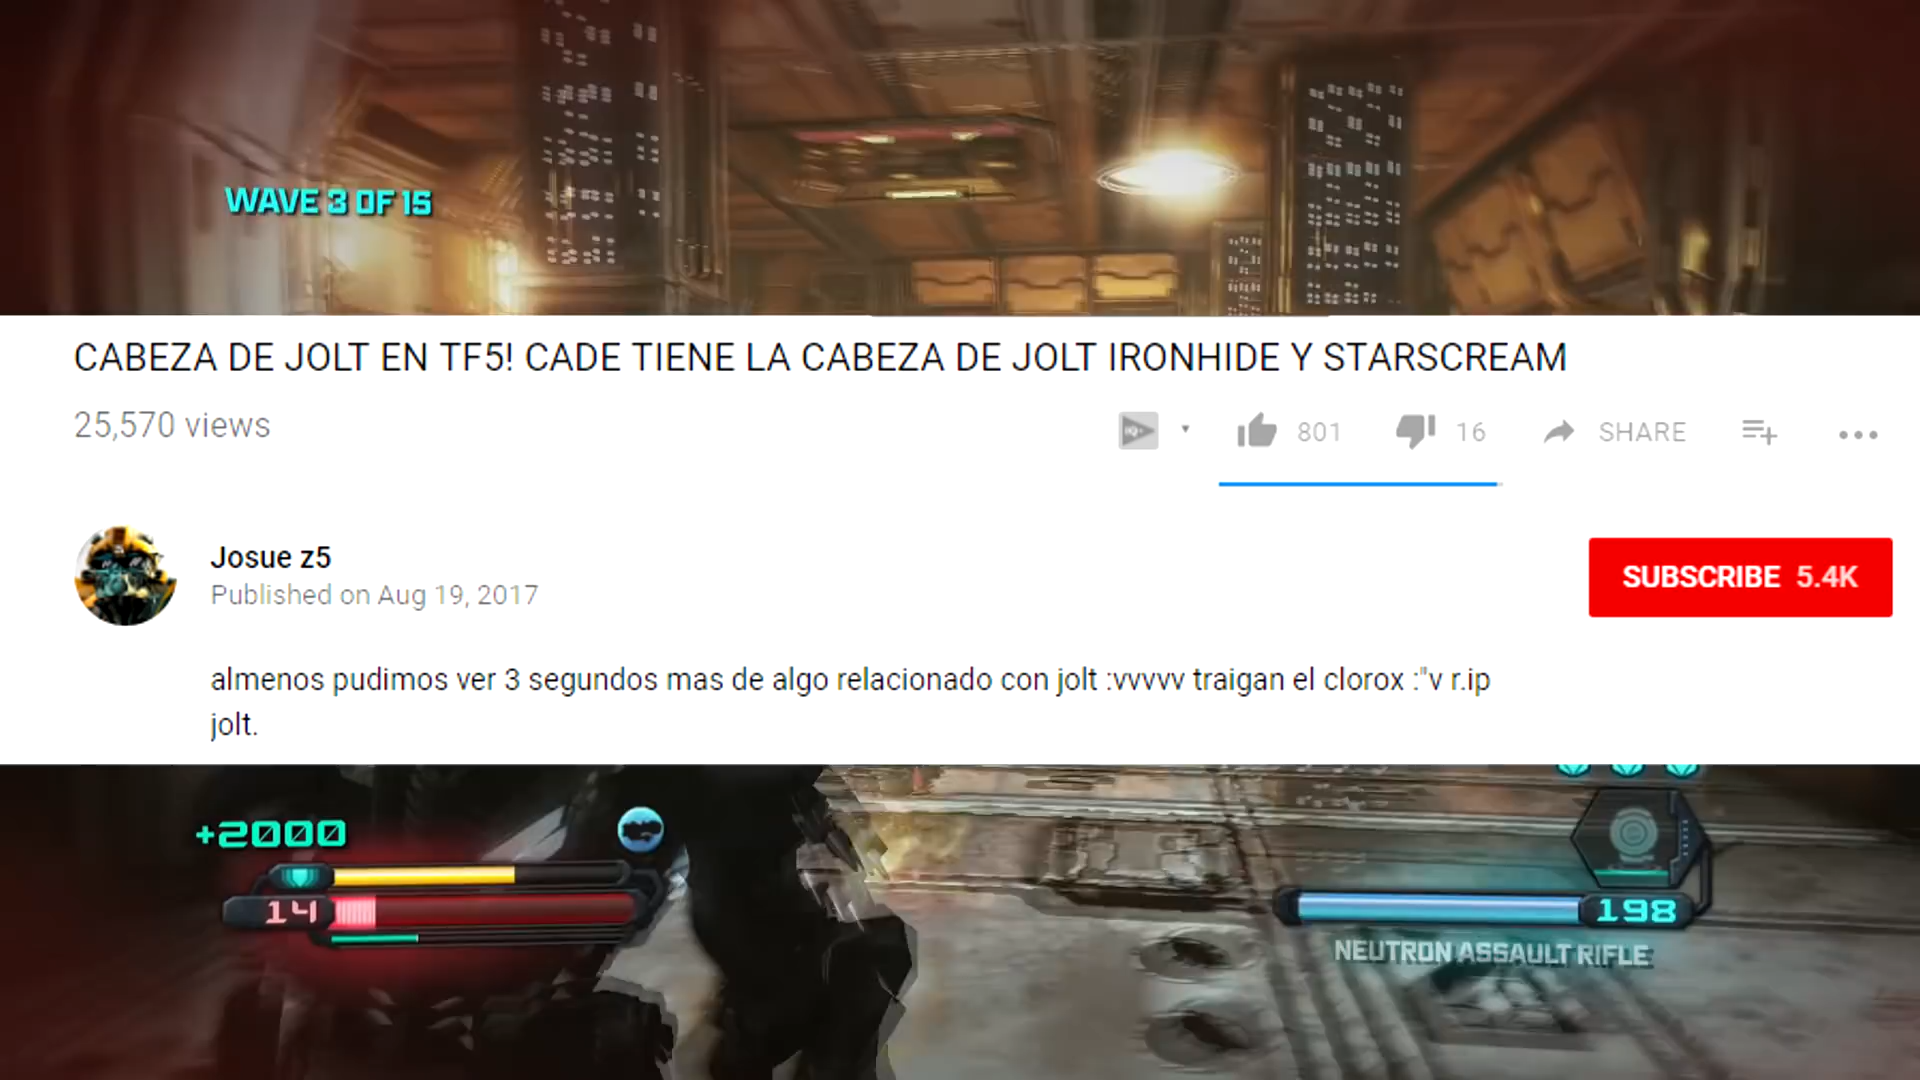 WAVE 3 OF 15
CABEZA DE JOLT EN TF5! CADE TIENE LA CABEZA DE JOLT IRONHIDE Y STARSCREAM
25,570 views
801
16
SHARE
Josue z5
Published on Aug 19, 2017
SUBSCRIBE 5.4K
almenos pudimos ver 3 segundos mas de algo relacionado con jolt :vvvvv traigan el clorox :"v r.ip
jolt.
+2000
14
198
NEUTRON ASSAULT RIFLE